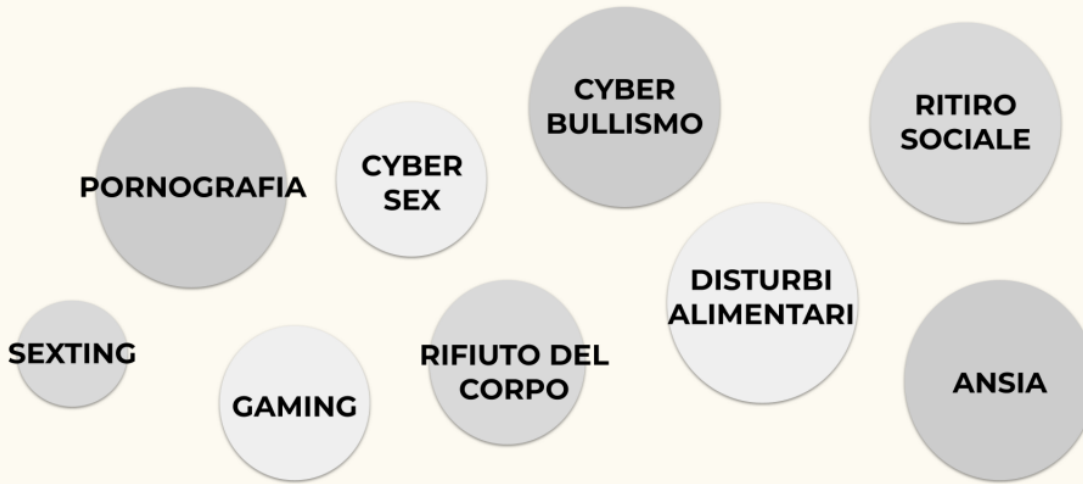 PORNOGRAFIA
CYBER
SEX
CYBER
BULLISMO
RITIRO
SOCIALE
SEXTING
GAMING
RIFIUTO DEL
CORPO
DISTURBI
ALIMENTARI
ANSIA